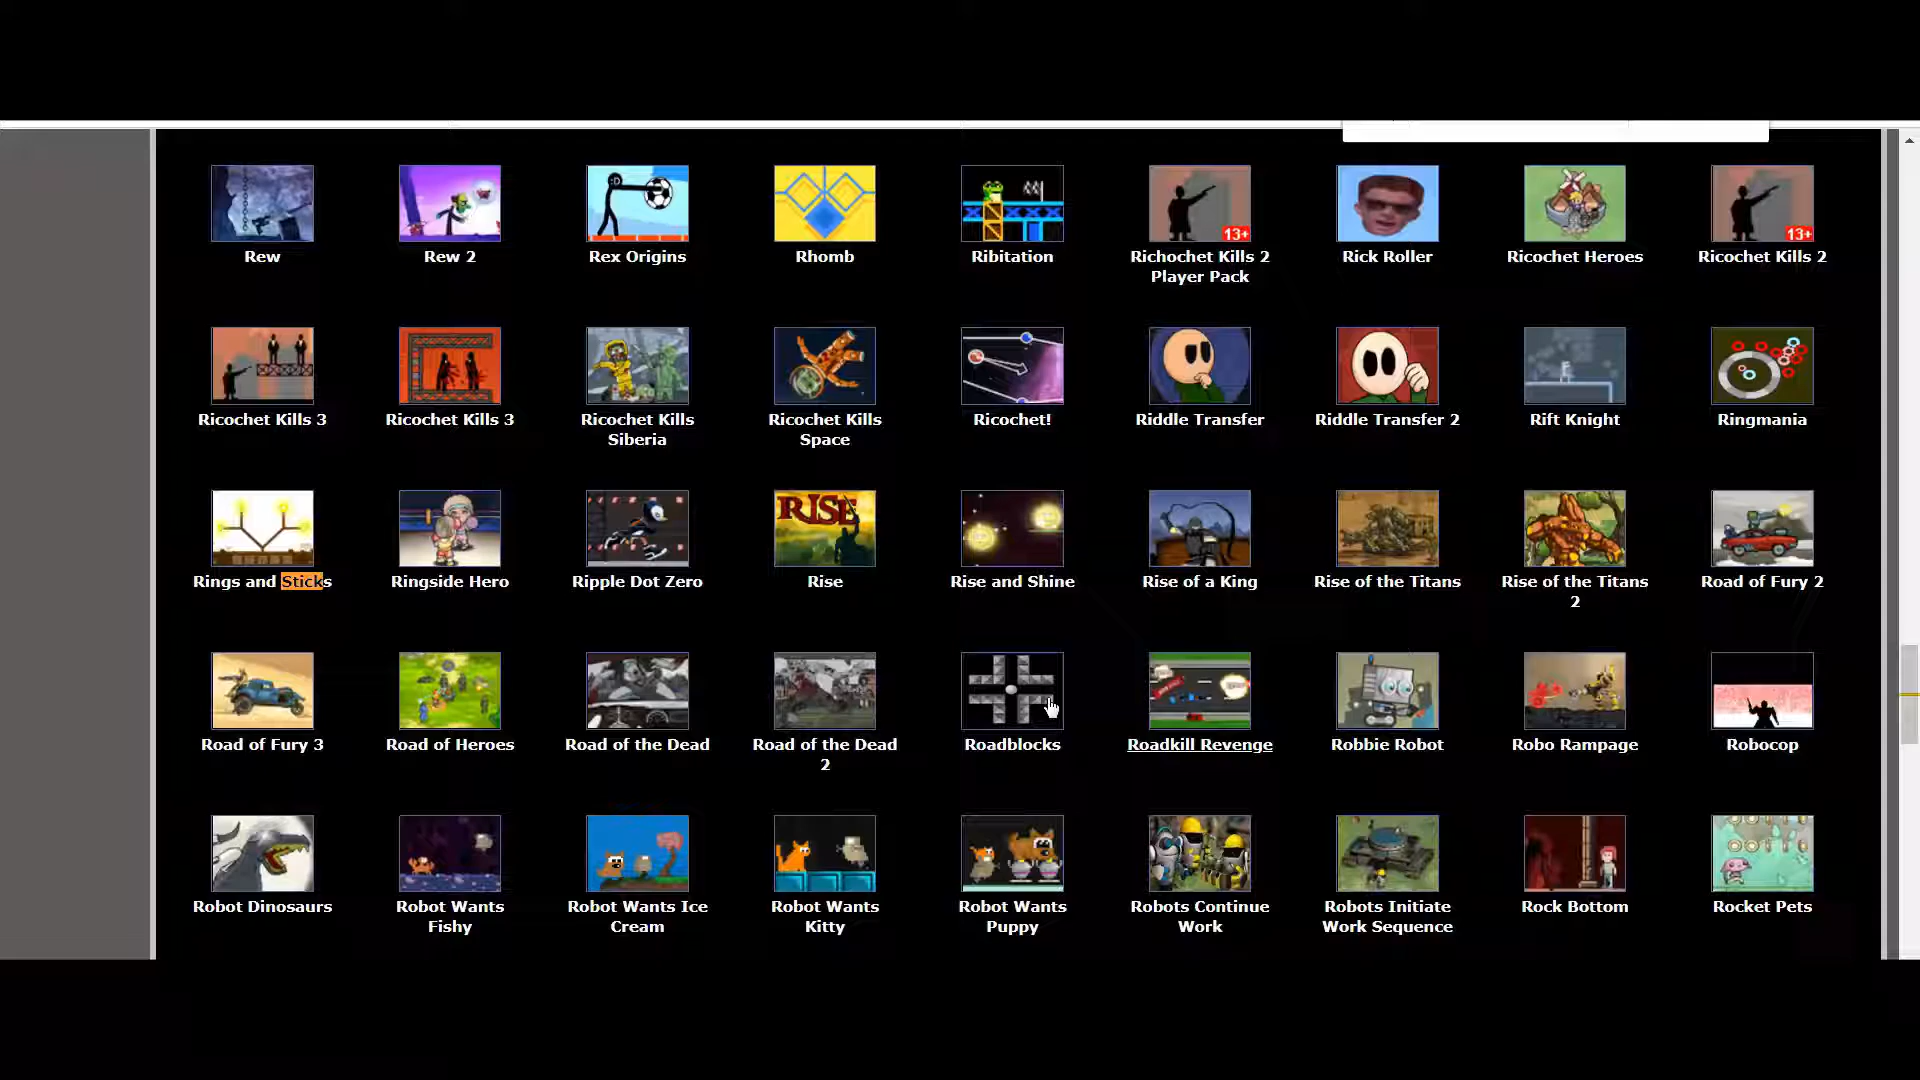 Rew
Rew 2
Rex Origins
Rhomb
Ribitation
13+
Richochet Kills 2
Player Pack
Rick Roller
Ricochet Heroes
13+
Ricochet Kills 2
Ricochet Kills 3
Ricochet Kills 3
Ricochet Kills
Siberia
Ricochet Kills
Space
Ricochet!
Riddle Transfer
Riddle Transfer 2
Rift Knight
Ringmania
Rings and Sticks
Ringside Hero
Ripple Dot Zero
RISE
Rise
Rise and Shine
Rise of a King
Rise of the Titans
Rise of the Titans
2
Road of Fury 2
Road of Fury 3
Road of Heroes
Road of the Dead
Road of the Dead
2
Roadblocks
Roadkill Revenge
Robbie Robot
Robo Rampage
Robocop
Robot Dinosaurs
Robot Wants
Fishy
Robot Wants Ice
Cream
Robot Wants
Kitty
Robot Wants
Puppy
Robots Continue
Work
Robots Initiate
Work Sequence
Rock Bottom
Rocket Pets